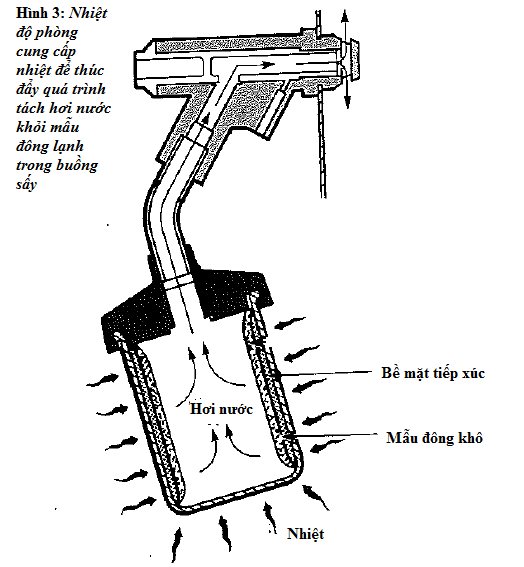 Hình 3: Nhiệt
độ phòng
cung cấp
nhiệt để thúc
đẩy quá trình
tách hơi nước
khỏi mẫu
đông lạnh
trong buồng
sấy
Bề mặt tiếp xúc
Hơi nước
Mẫu đông khô
Nhiệt